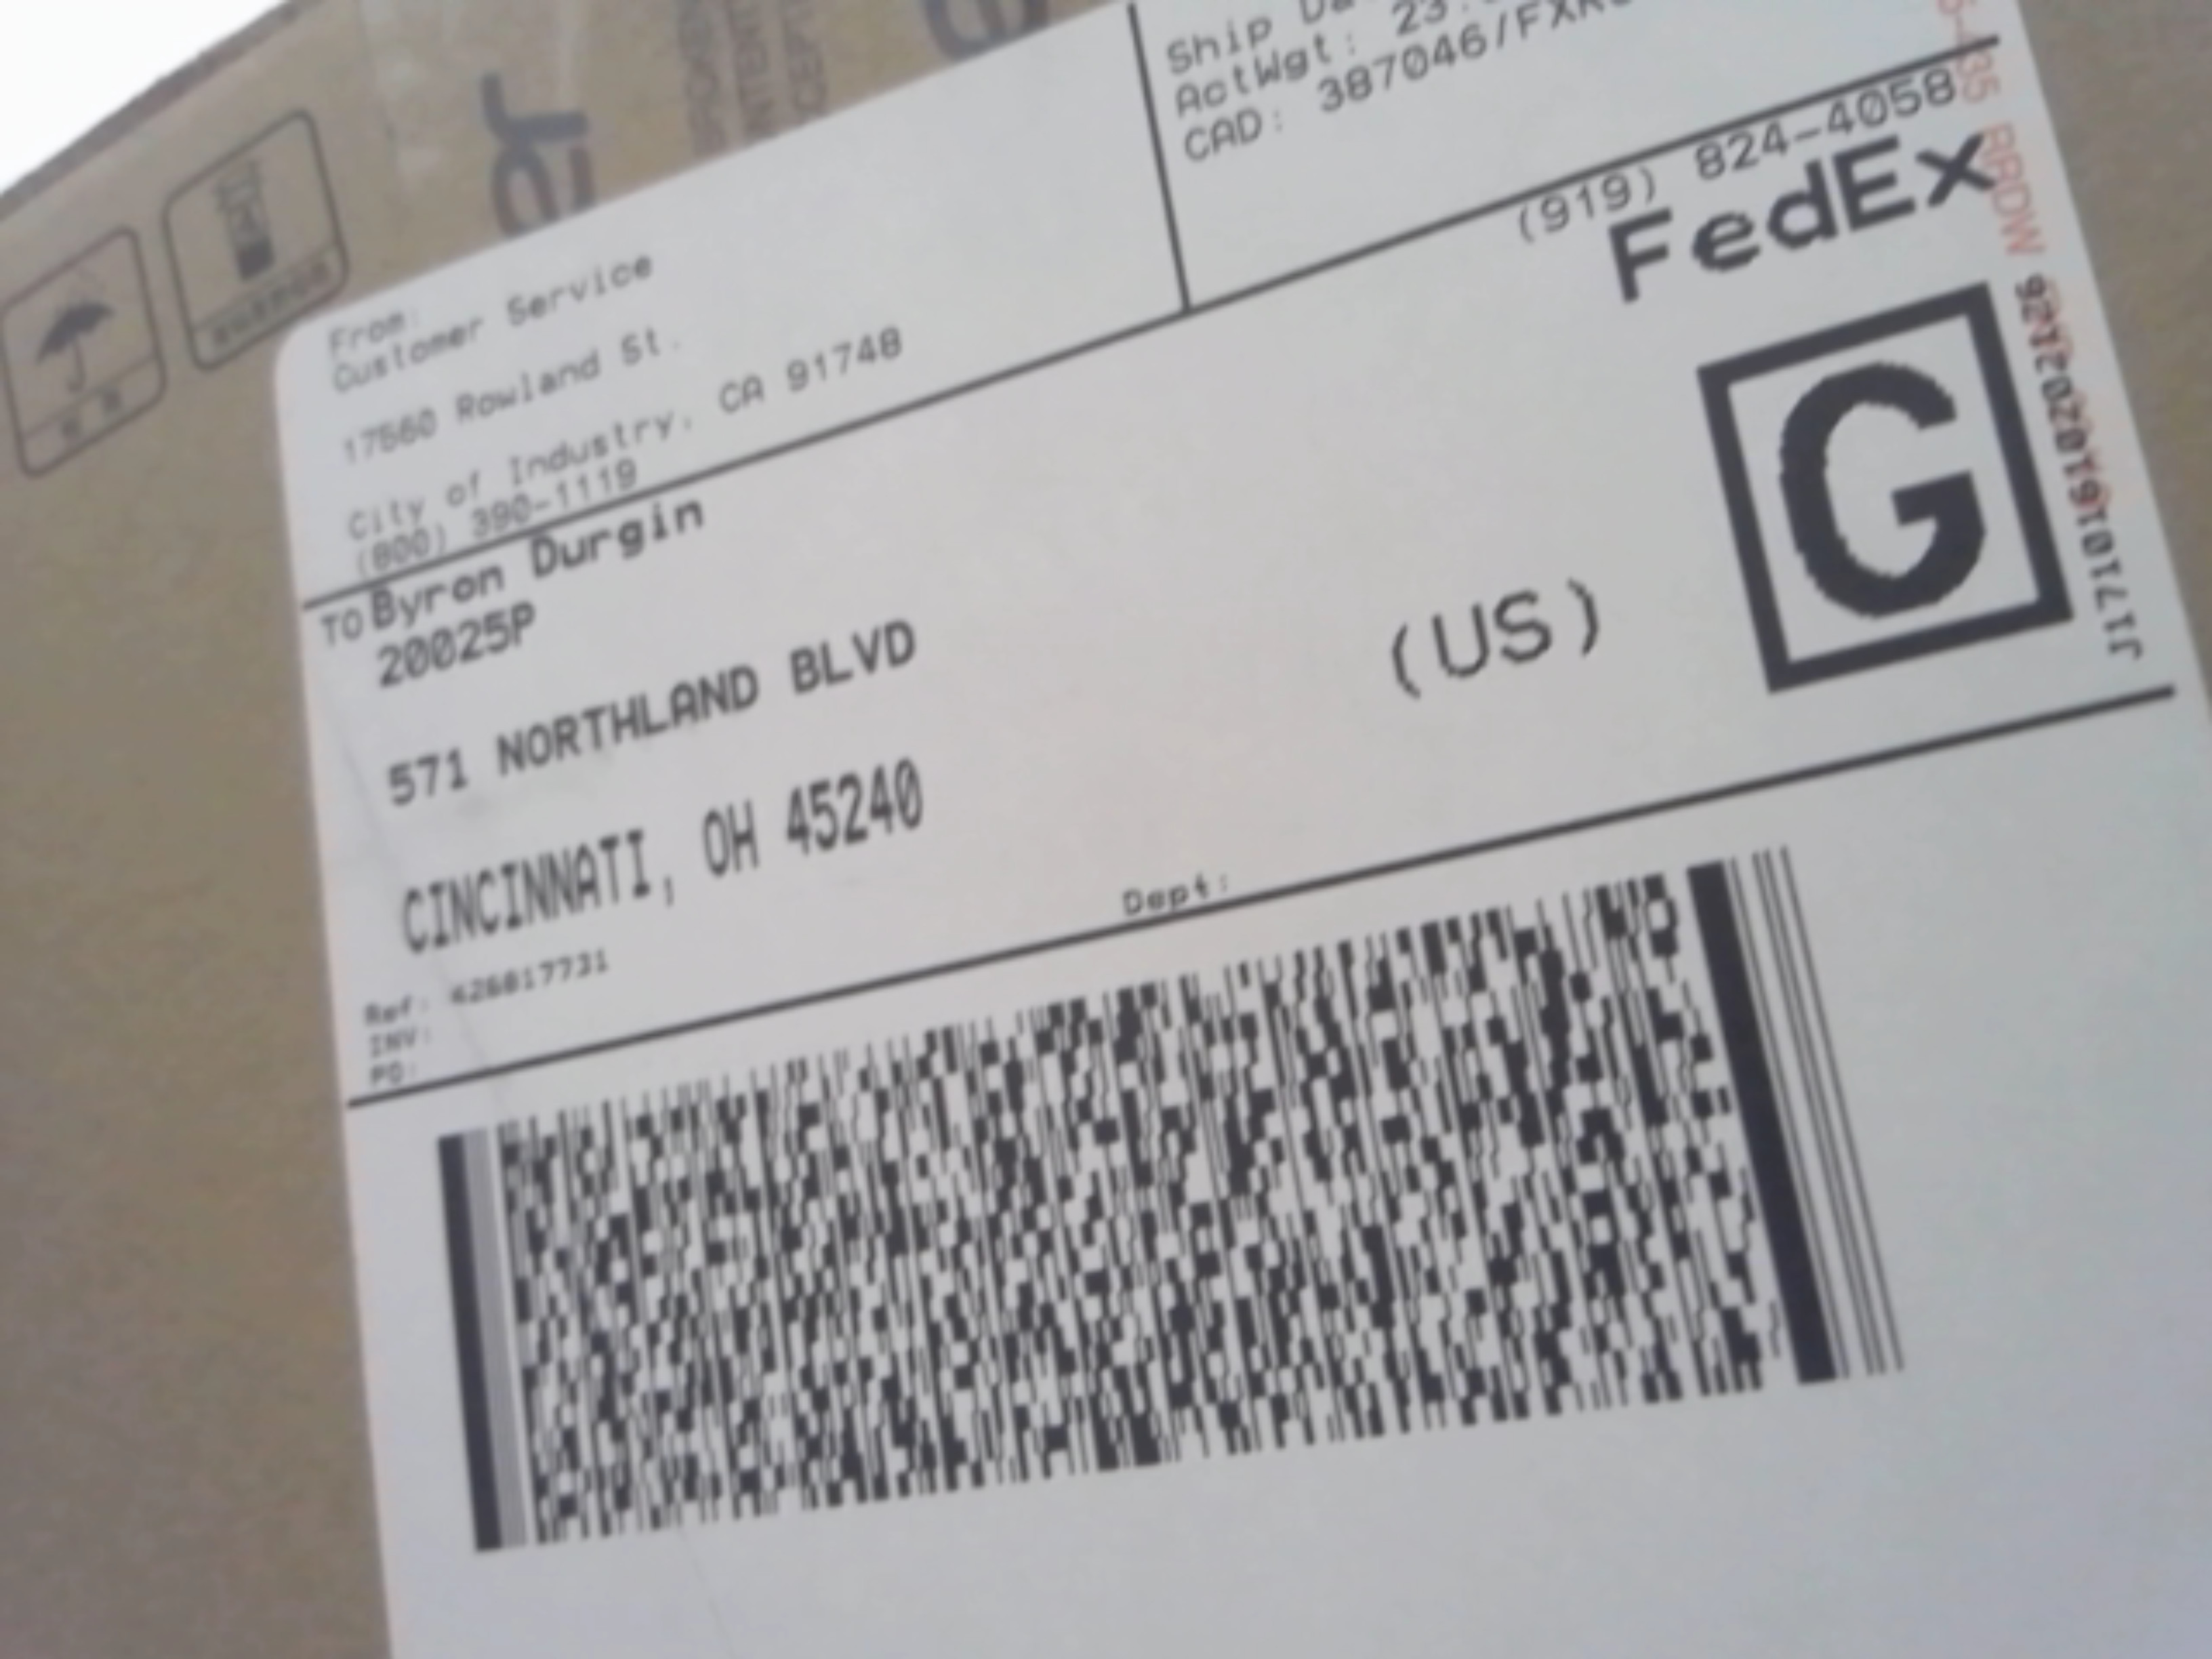 From:
Customer Service
17560 Rowland St.
City of Industry, CA 91748
(800) 390-1119
Ship
ActWgt: 23.
CAD: 387046/FXR
TO Byron Durgin
20025P
571 NORTHLAND BLVD
CINCINNATI, OH 45240
(919) 824-4058
FedEx
G
(US)
Ref: 426817731
INV:
PO:
Dept:
RRDW